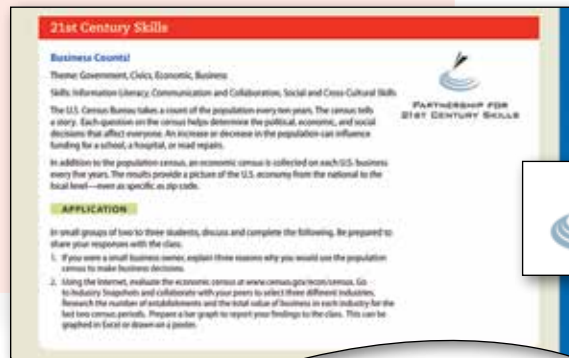 21st Century Skills
Business Counts!
Theme: Government, Civics, Economic, Business
Skills: Information Literacy, Communication and Collaboration, Social and Cross-Cultural Skills
The U.S. Census Bureau takes a count of the population every ten years. The census tells
a story. Each question on the census helps determine the political, economic, and social
decisions that affect everyone. An increase or decrease in the population can influence
funding for a school, a hospital, or road repairs.
PARTNERSHIP FOR
21ST CENTURY SKILLS
In addition to the population census, an economic census is collected on each U.S. business
every five years. The results provide a picture of the U.S. economy from the national to the
local level—even as specific as zip code.
APPLICATION
In small groups of two to three students, discuss and complete the following. Be prepared to
share your responses with the class.
1. If you were a small business owner, explain three reasons why you would use the population
census to make business decisions.
2. Using the Internet, evaluate the economic census at www.census.gov/econ/census. Go
to Industry Snapshots and collaborate with your peers to select three different industries.
Research the number of establishments and the total value of business in each industry for the
last two census periods. Prepare a bar graph to report your findings to the class. This can be
graphed in Excel or drawn on a poster.